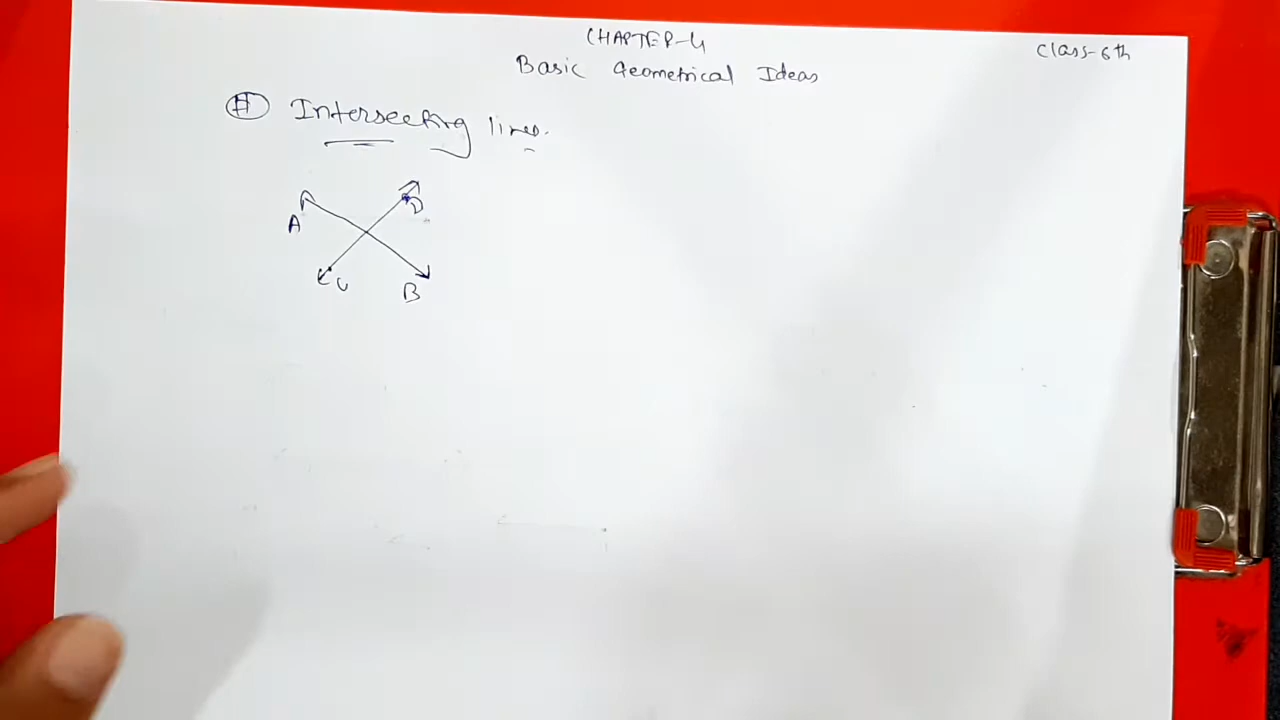 CHAPTER-4
Class-6th
Basic Geometrical Ideas
# Intersecting lines.
D
A
C
B